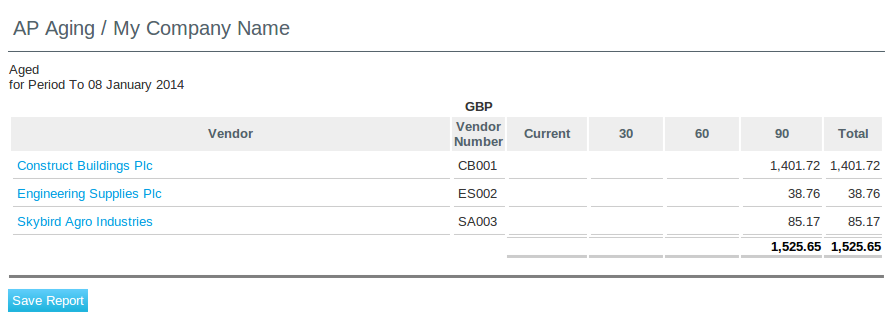 AP Aging / My Company Name
Aged
for Period To 08 January 2014
GBP
Vendor Vendor Number Current 30 60 90 Total
Construct Buildings Plc CB001 1,401.72 1,401.72
Engineering Supplies Plc ES002 38.76 38.76
Skybird Agro Industries SA003 85.17 85.17
1,525.65 1,525.65
Save Report